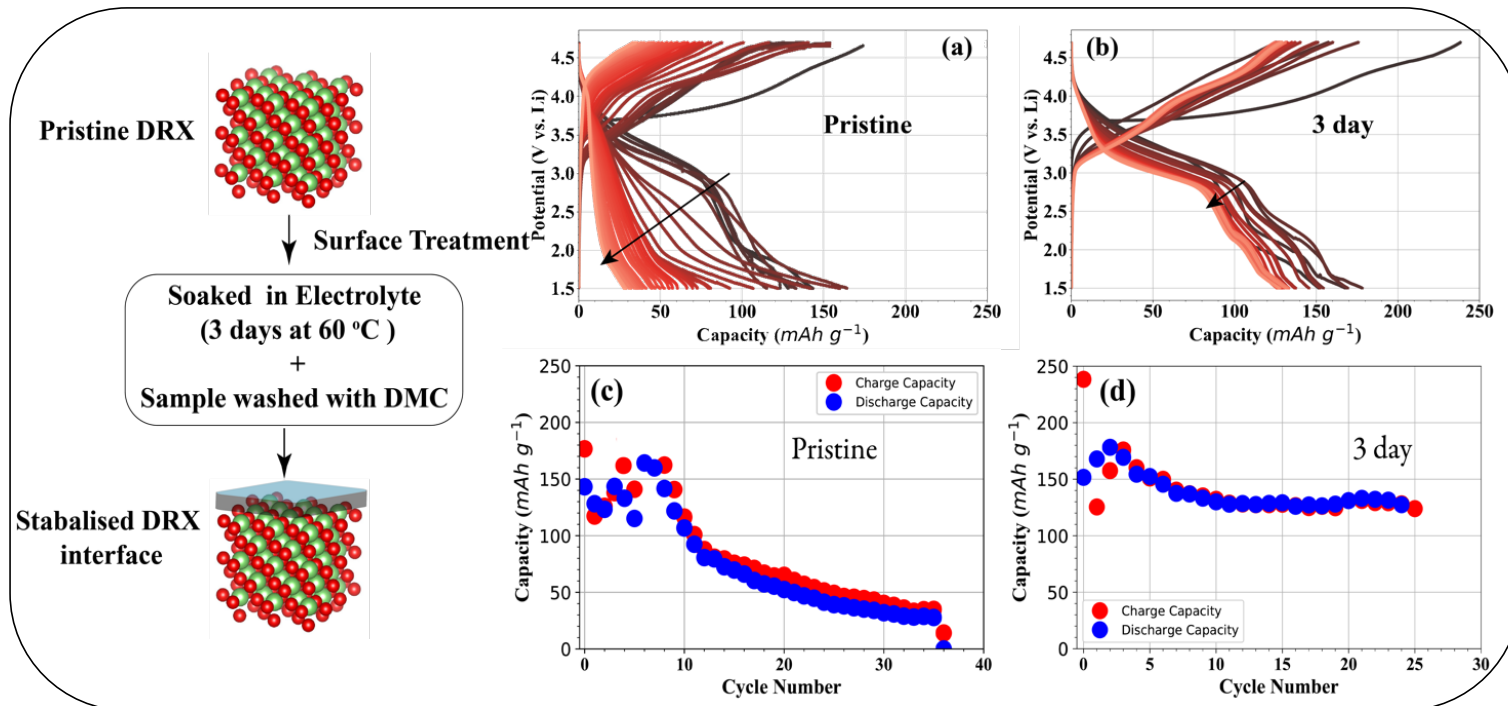 Pristine DRX
Surface Treatment
Soaked in Electrolyte
(3 days at 60 ºC )
+
Sample washed with DMC
Stabalised DRX
interface
(a)
Pristine
Potential (V vs. Li)
4.5
4.0
3.5
3.0
2.5
2.0
1.5
0 50 100 150 200 250
Capacity (mAh g⁻¹)
(b)
3 day
Potential (V vs. Li)
4.5
4.0
3.5
3.0
2.5
2.0
1.5
0 50 100 150 200 250
Capacity (mAh g⁻¹)
(c)
Charge Capacity
Discharge Capacity
Pristine
Capacity (mAh g⁻¹)
250
200
150
100
50
0
0 10 20 30 40
Cycle Number
(d)
3 day
Capacity (mAh g⁻¹)
250
200
150
100
50
0
Charge Capacity
Discharge Capacity
0 5 10 15 20 25 30
Cycle Number